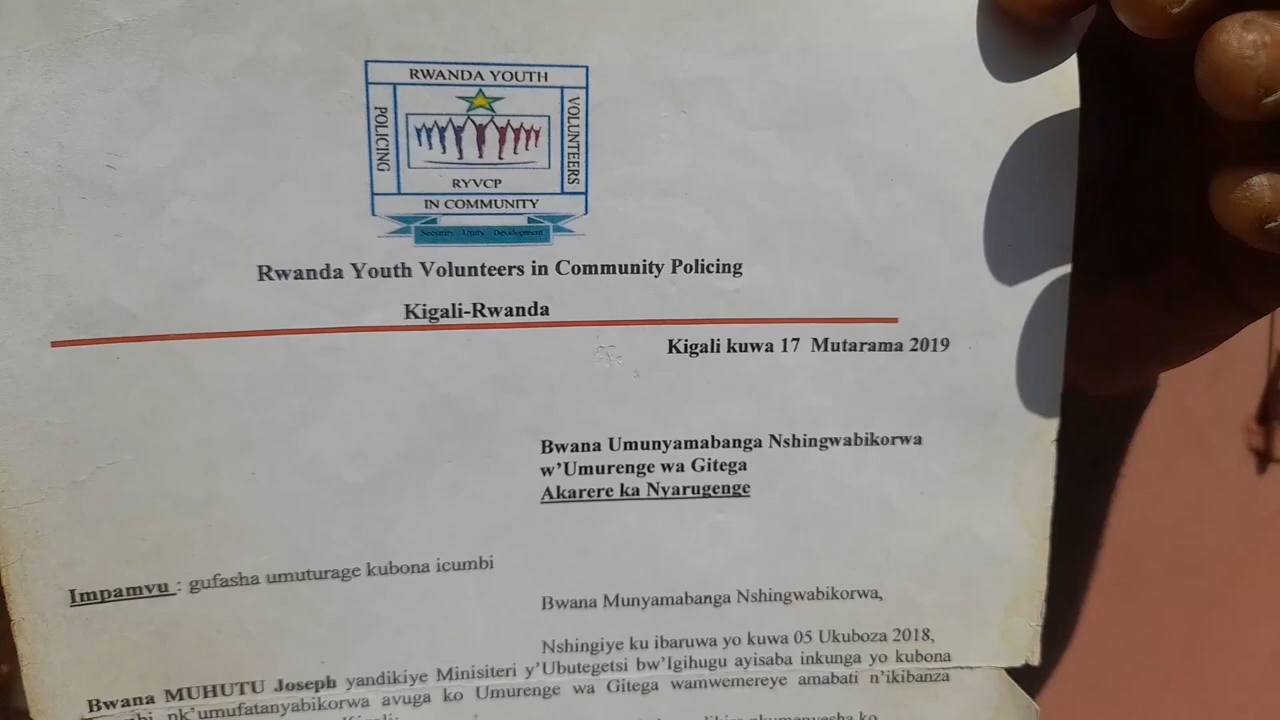 RWANDA YOUTH
POLICING
VOLUNTEERS
RYVCP
IN COMMUNITY
Security Unity Development
Rwanda Youth Volunteers in Community Policing
Kigali-Rwanda
Kigali kuwa 17 Mutarama 2019
Bwana Umunyamabanga Nshingwabikorwa
w'Umurenge wa Gitega
Akarere ka Nyarugenge
Impamvu : gufasha umuturage kubona icumbi
Bwana Munyamabanga Nshingwabikorwa,
Nshingiye ku ibaruwa yo kuwa 05 Ukuboza 2018,
Bwana MUHUTU Joseph yandikiye Minisiteri y'Ubutegetsi bw'Igihugu ayisaba inkunga yo kubona
nk'umufatanyabikorwa avuga ko Umurenge wa Gitega wamwemereye amabati n'ikibanza